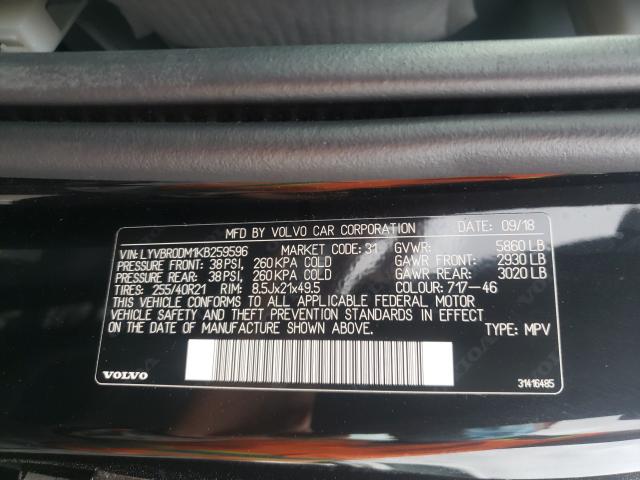 MFD BY VOLVO CAR CORPORATION DATE: 09/18
VIN: LYVBR0DM1KB259596 MARKET CODE: 31 GVWR: 5860 LB
PRESSURE FRONT: 38 PSI, 260 KPA COLD GAWR FRONT: 2930 LB
PRESSURE REAR: 38 PSI, 260 KPA COLD GAWR REAR: 3020 LB
TIRES: 255/40R21 RIM: 8.5Jx21x49.5 COLOUR: 717-46
THIS VEHICLE CONFORMS TO ALL APPLICABLE FEDERAL MOTOR
VEHICLE SAFETY AND THEFT PREVENTION STANDARDS IN EFFECT
ON THE DATE OF MANUFACTURE SHOWN ABOVE. TYPE: MPV
VOLVO 31416485